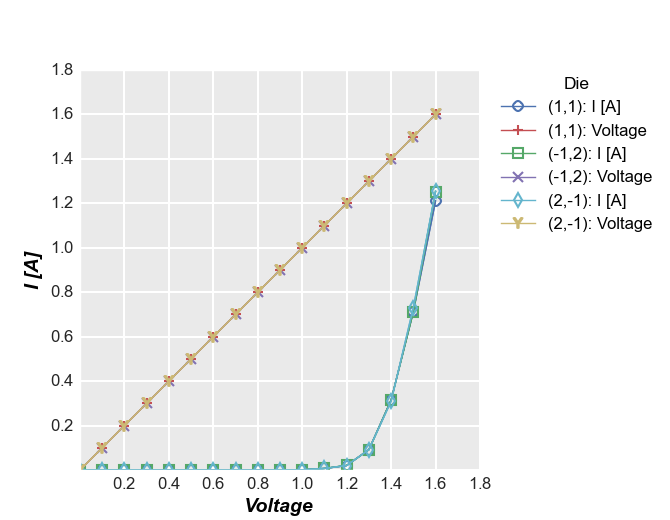 1.8
1.6
1.4
1.2
1.0
0.8
0.6
0.4
0.2
I [A]
0.2 0.4 0.6 0.8 1.0 1.2 1.4 1.6 1.8
Voltage
Die
(1,1): I [A]
(1,1): Voltage
(-1,2): I [A]
(-1,2): Voltage
(2,-1): I [A]
(2,-1): Voltage